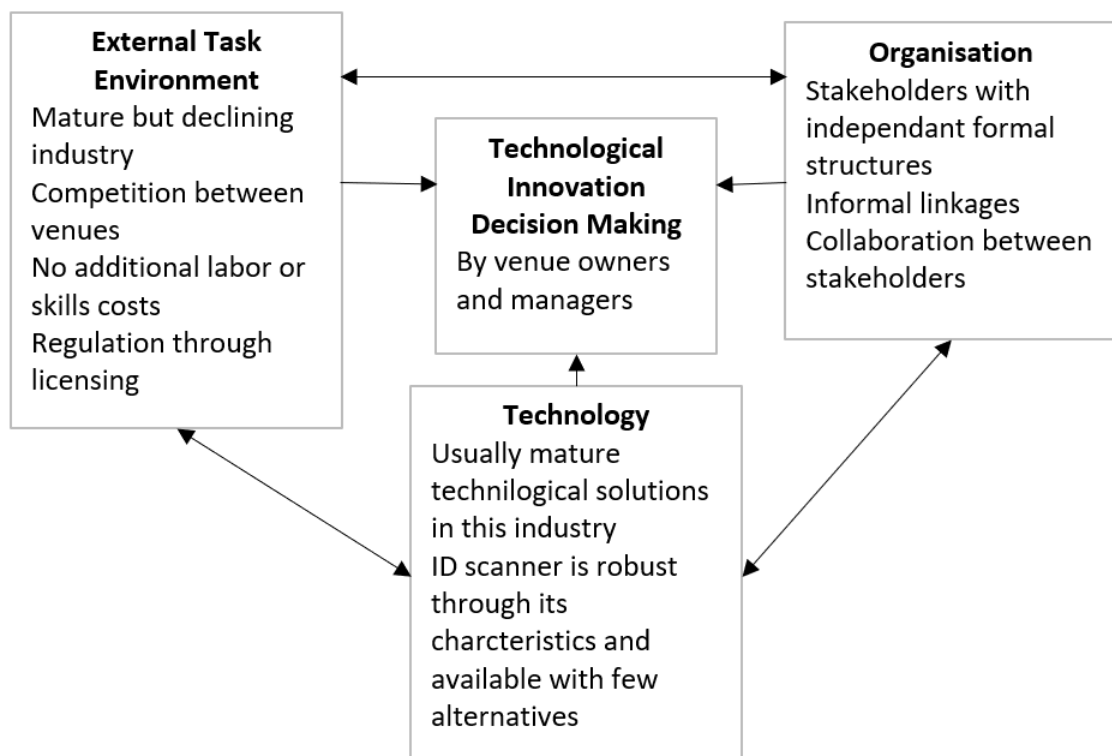 External Task
Environment
Mature but declining
industry
Competition between
venues
No additional labor or
skills costs
Regulation through
licensing
Technological
Innovation
Decision Making
By venue owners
and managers
Organisation
Stakeholders with
independant formal
structures
Informal linkages
Collaboration between
stakeholders
Technology
Usually mature
technilogical solutions
in this industry
ID scanner is robust
through its
charcteristics and
available with few
alternatives